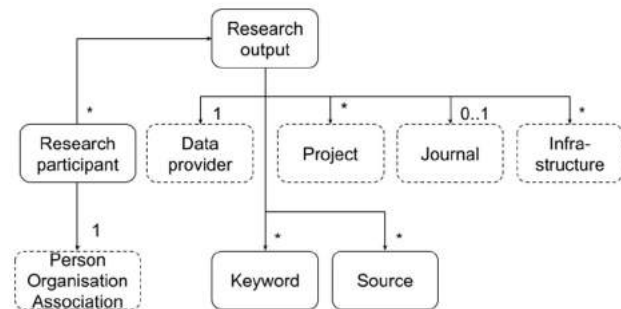 Research
output
*
1
*
0..1
*
Research
participant
Data
provider
Project
Journal
Infra-
structure
1
*
*
Person
Organisation
Association
Keyword
Source